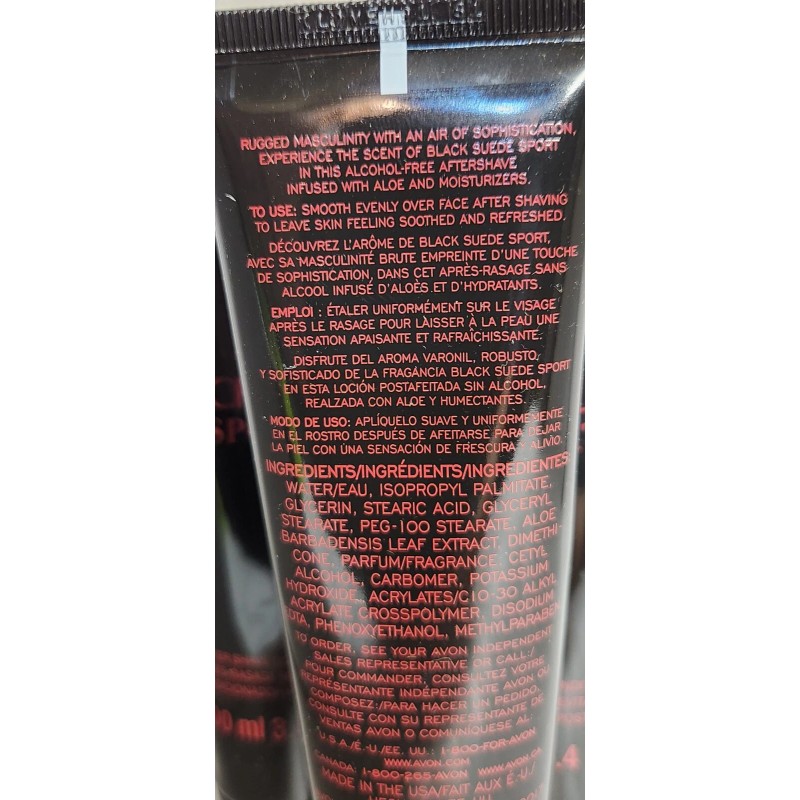 RUGGED MASCULINITY WITH AN AIR OF SOPHISTICATION,
EXPERIENCE THE SCENT OF BLACK SUEDE SPORT
IN THIS ALCOHOL-FREE AFTERSHAVE
INFUSED WITH ALOE AND MOISTURIZERS.
TO USE: SMOOTH EVENLY OVER FACE AFTER SHAVING
TO LEAVE SKIN FEELING SOOTHED AND REFRESHED.
DÉCOUVREZ L'ARÔME DE BLACK SUEDE SPORT,
AVEC SA MASCULINITÉ BRUTE EMPREINTE D'UNE TOUCHE
DE SOPHISTICATION, DANS CET APRÈS-RASAGE SANS
ALCOOL INFUSÉ D'ALOÈS ET D'HYDRATANTS.
EMPLOI : ÉTALER UNIFORMÉMENT SUR LE VISAGE
APRÈS LE RASAGE POUR LAISSER À LA PEAU UNE
SENSATION APAISANTE ET RAFRAÎCHISSANTE.
DISFRUTE DEL AROMA VARONIL, ROBUSTO,
Y SOFISTICADO DE LA FRAGANCIA BLACK SUEDE SPORT
EN ESTA LOCIÓN POSTAFEITADA SIN ALCOHOL,
REALZADA CON ALOE Y HUMECTANTES.
MODO DE USO: APLÍQUELO SUAVE Y UNIFORMEMENTE
EN EL ROSTRO DESPUÉS DE AFEITARSE PARA DEJAR
LA PIEL CON UNA SENSACIÓN DE FRESCURA Y ALIVIO.
INGREDIENTS/INGRÉDIENTS/INGREDIENTES
WATER/EAU, ISOPROPYL PALMITATE,
GLYCERIN, STEARIC ACID, GLYCERYL
STEARATE, PEG-100 STEARATE, ALOE
BARBADENSIS LEAF EXTRACT, DIMETHI-
CONE, PARFUM/FRAGRANCE, CETYL
ALCOHOL, CARBOMER, POTASSIUM
HYDROXIDE, ACRYLATES/C10-30 ALKYL
ACRYLATE CROSSPOLYMER, DISODIUM
EDTA, PHENOXYETHANOL, METHYLPARABEN
TO ORDER, SEE YOUR AVON INDEPENDENT
SALES REPRESENTATIVE OR CALL:/
POUR COMMANDER, CONSULTEZ VOTRE
REPRÉSENTANTE INDÉPENDANTE AVON OU
COMPOSEZ:/PARA HACER UN PEDIDO,
CONSULTE CON SU REPRESENTANTE DE
VENTAS AVON O COMUNÍQUESE AL:
U.S.A./É.-U./EE. UU.: 1-800-FOR-AVON
WWW.AVON.COM
CANADA: 1-800-265-AVON WWW.AVON.CA
MADE IN THE USA/FAIT AUX É.-U./